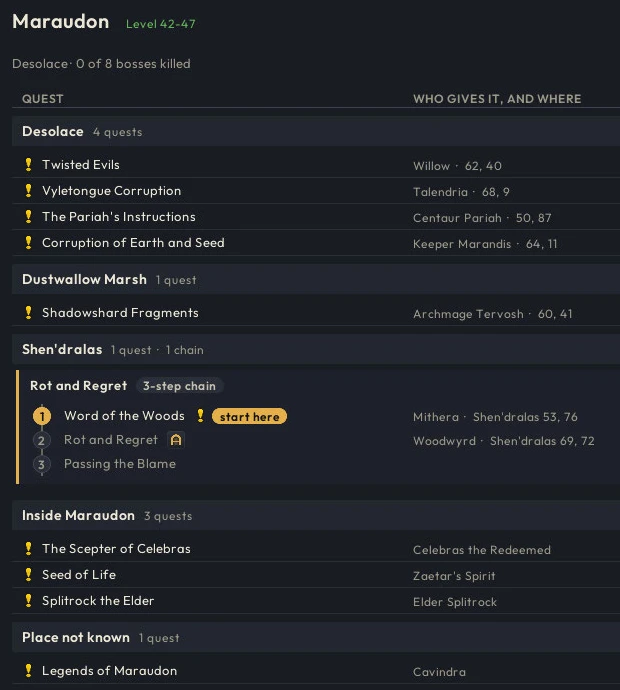 Maraudon Level 42-47
Desolace · 0 of 8 bosses killed
QUEST WHO GIVES IT, AND WHERE
Desolace 4 quests
Twisted Evils Willow · 62, 40
Vyletongue Corruption Talendria · 68, 9
The Pariah's Instructions Centaur Pariah · 50, 87
Corruption of Earth and Seed Keeper Marandis · 64, 11
Dustwallow Marsh 1 quest
Shadowshard Fragments Archmage Tervosh · 60, 41
Shen'dralas 1 quest · 1 chain
Rot and Regret 3-step chain
1 Word of the Woods start here Mithera · Shen'dralas 53, 76
2 Rot and Regret Woodwyrd · Shen'dralas 69, 72
3 Passing the Blame
Inside Maraudon 3 quests
The Scepter of Celebras Celebras the Redeemed
Seed of Life Zaetar's Spirit
Splitrock the Elder Elder Splitrock
Place not known 1 quest
Legends of Maraudon Cavindra